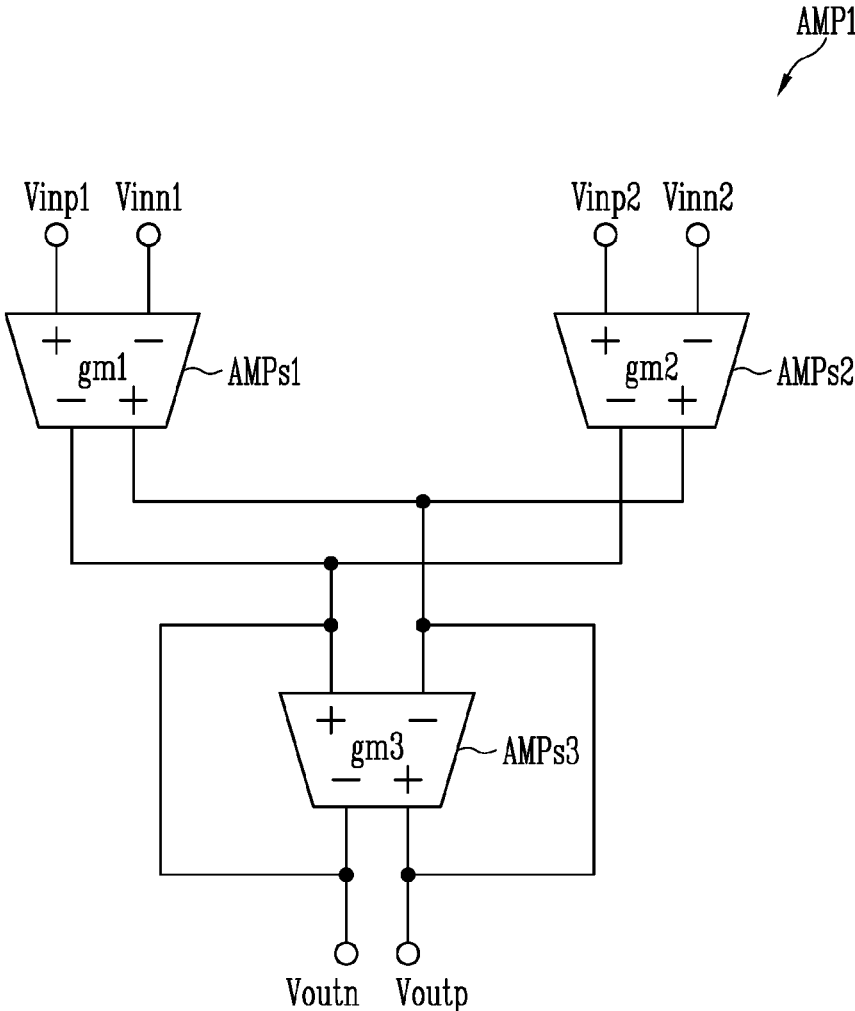 AMP1
Vinp1 Vinn1 Vinp2 Vinn2
+ − + −
gm1 AMPs1 gm2 AMPs2
− + − +
+ −
gm3 AMPs3
− +
Voutn Voutp